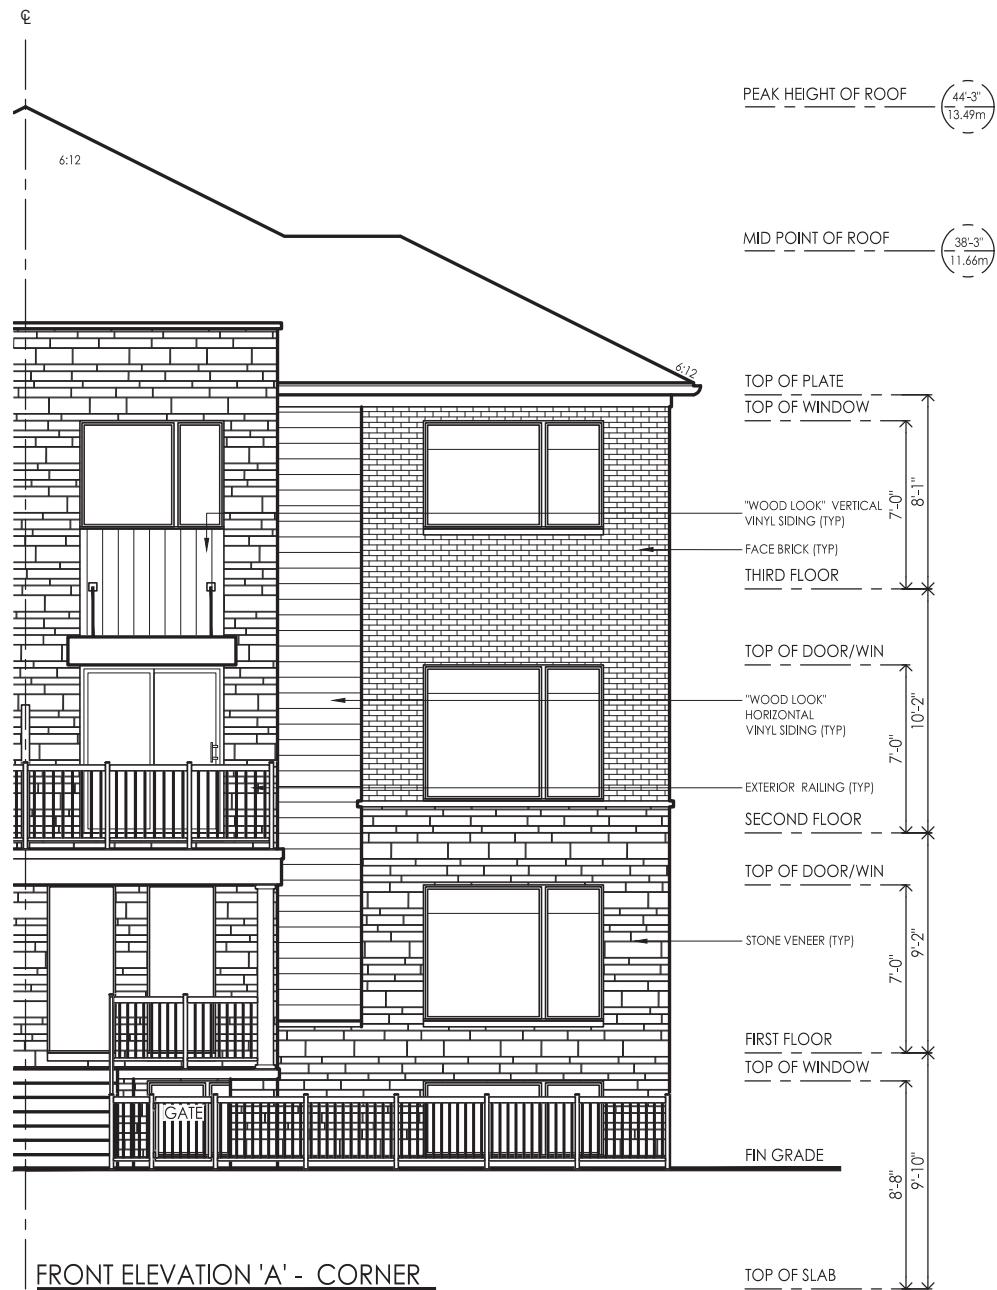 ℄
PEAK HEIGHT OF ROOF
44'-3"
13.49m
6:12
MID POINT OF ROOF
38'-3"
11.66m
6:12
TOP OF PLATE
TOP OF WINDOW
7'-0"
8'-1"
"WOOD LOOK" VERTICAL
VINYL SIDING (TYP)
FACE BRICK (TYP)
THIRD FLOOR
TOP OF DOOR/WIN
"WOOD LOOK"
HORIZONTAL
VINYL SIDING (TYP)
7'-0"
10'-2"
EXTERIOR RAILING (TYP)
SECOND FLOOR
TOP OF DOOR/WIN
STONE VENEER (TYP)
7'-0"
9'-2"
FIRST FLOOR
TOP OF WINDOW
GATE
FIN GRADE
8'-8"
9'-10"
TOP OF SLAB
FRONT ELEVATION 'A' - CORNER